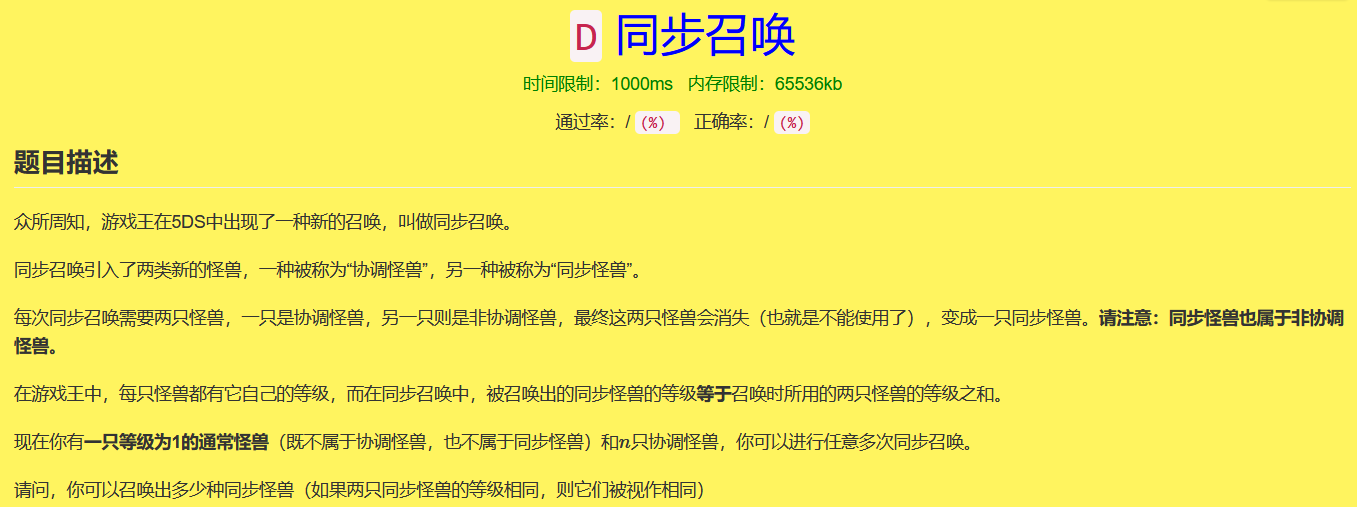 D 同步召唤
时间限制：1000ms 内存限制：65536kb
通过率：/ (%) 正确率：/ (%)
题目描述
众所周知，游戏王在5DS中出现了一种新的召唤，叫做同步召唤。
同步召唤引入了两类新的怪兽，一种被称为“协调怪兽”，另一种被称为“同步怪兽”。
每次同步召唤需要两只怪兽，一只是协调怪兽，另一只则是非协调怪兽，最终这两只怪兽会消失（也就是不能使用了），变成一只同步怪兽。请注意：同步怪兽也属于非协调
怪兽。
在游戏王中，每只怪兽都有它自己的等级，而在同步召唤中，被召唤出的同步怪兽的等级等于召唤时所用的两只怪兽的等级之和。
现在你有一只等级为1的通常怪兽（既不属于协调怪兽，也不属于同步怪兽）和n只协调怪兽，你可以进行任意多次同步召唤。
请问，你可以召唤出多少种同步怪兽（如果两只同步怪兽的等级相同，则它们被视作相同）